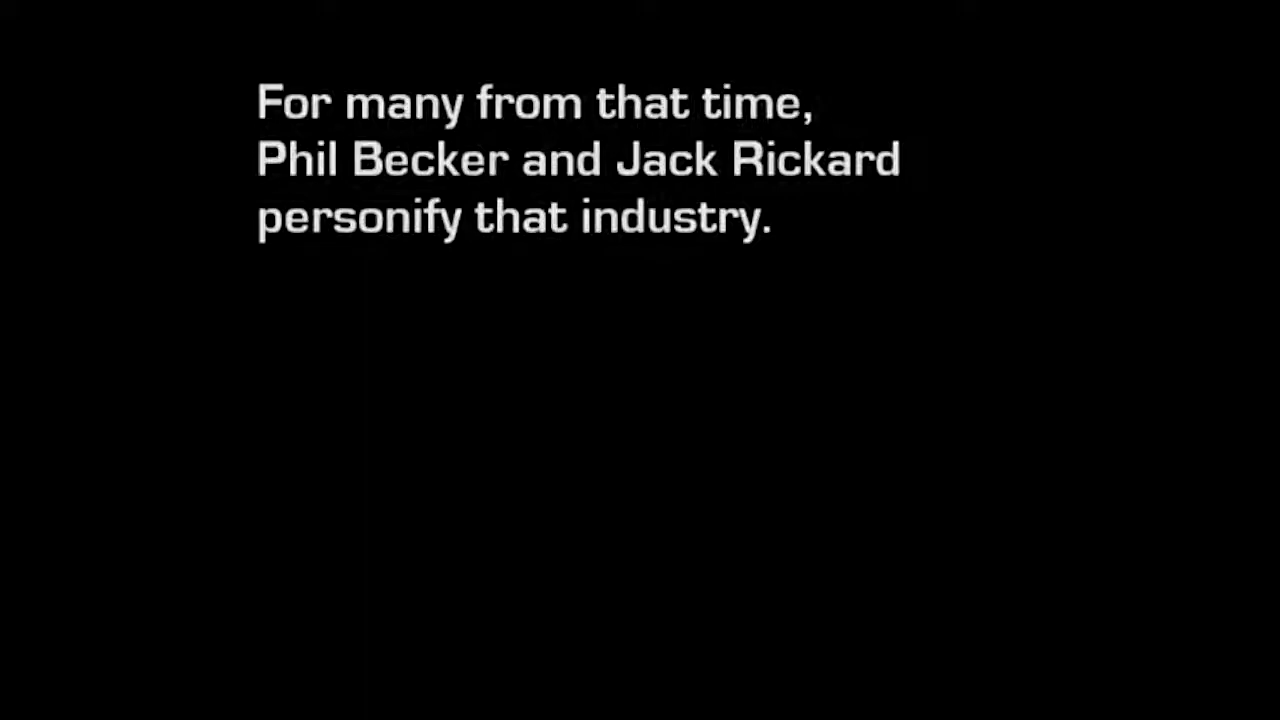 For many from that time,
Phil Becker and Jack Rickard
personify that industry.